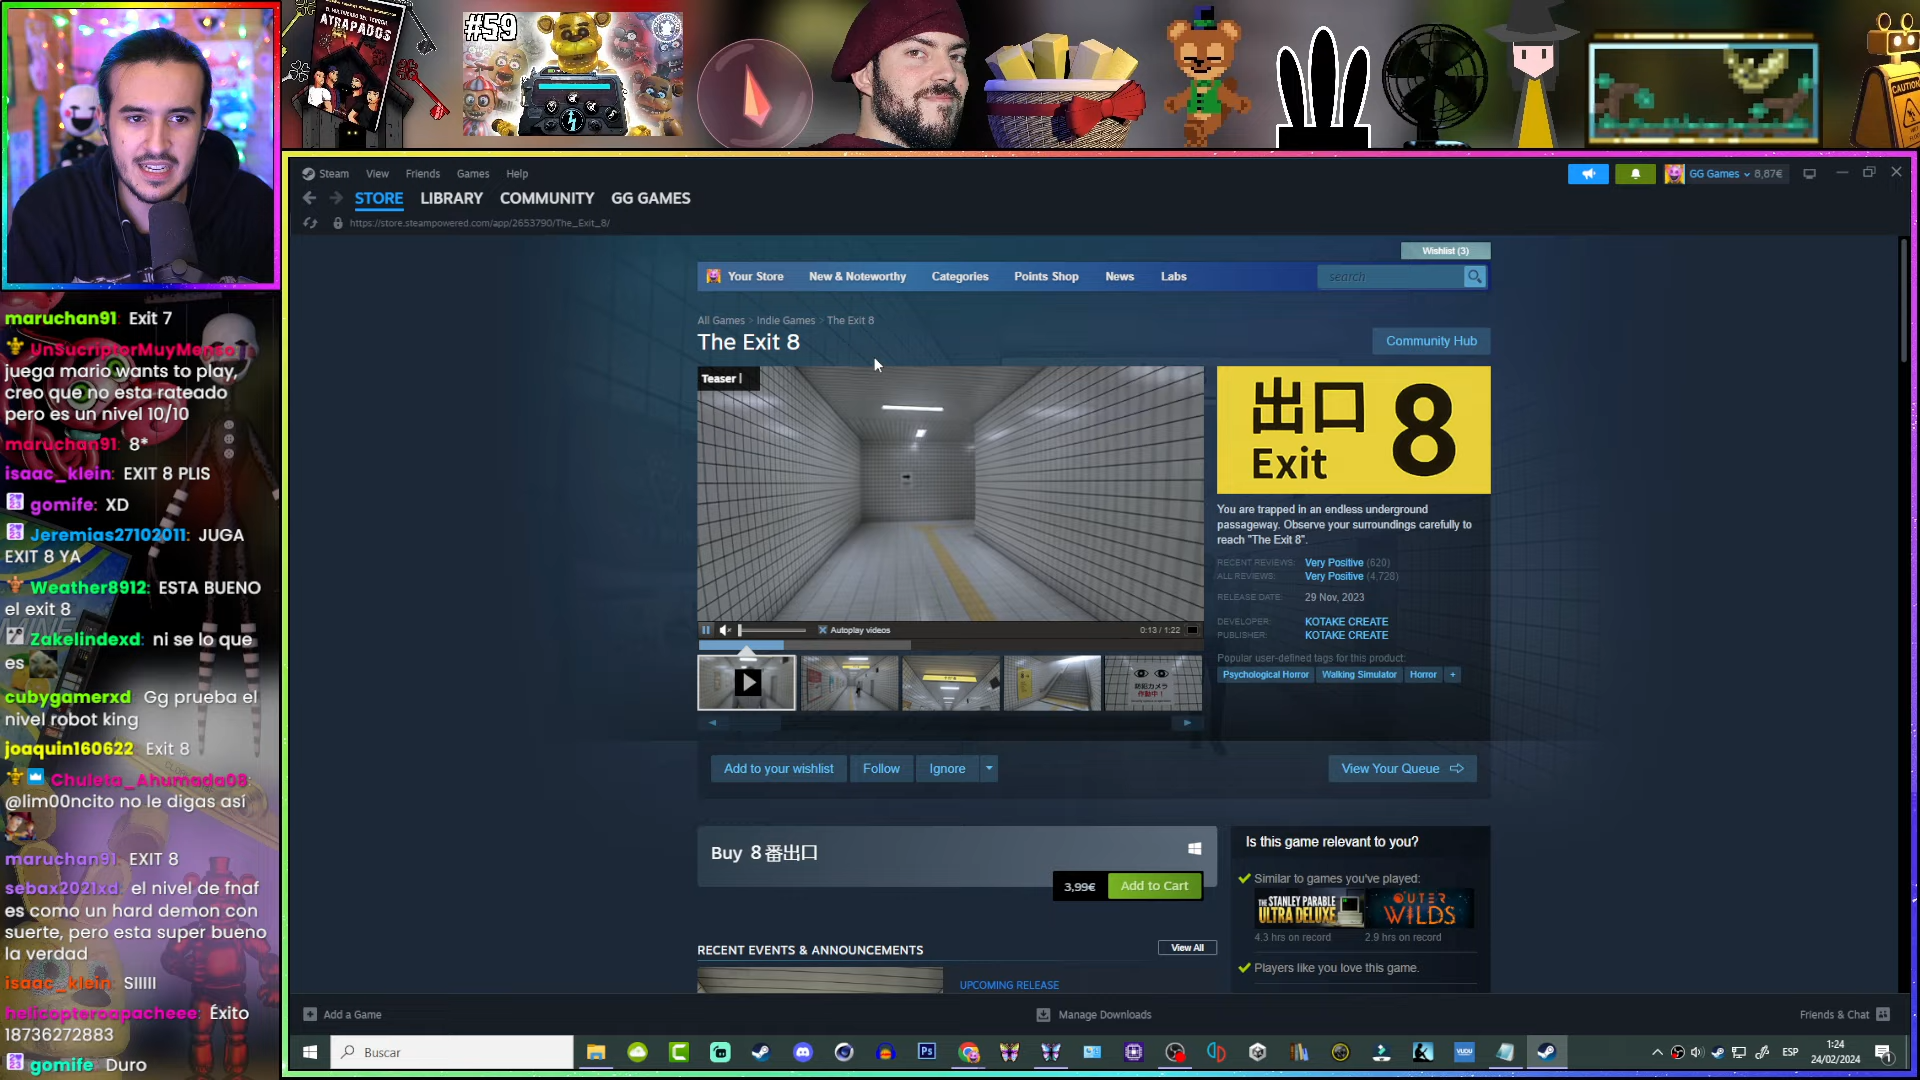 ATRAPADOS
#59
CAUTION
Steam
View
Friends
Games
Help
GG Games
8,87€
STORE
LIBRARY
COMMUNITY
GG GAMES
https://store.steampowered.com/app/2653790/The_Exit_8/
Wishlist (3)
Your Store
New & Noteworthy
Categories
Points Shop
News
Labs
search
All Games > Indie Games > The Exit 8
The Exit 8
Community Hub
Teaser
Autoplay videos
0:13 / 1:22
出口
Exit
8
You are trapped in an endless underground
passageway. Observe your surroundings carefully to
reach "The Exit 8".
RECENT REVIEWS: Very Positive (620)
ALL REVIEWS: Very Positive (4,728)
RELEASE DATE: 29 Nov, 2023
DEVELOPER: KOTAKE CREATE
PUBLISHER: KOTAKE CREATE
Popular user-defined tags for this product:
Psychological Horror
Walking Simulator
Horror
+
防犯カメラ
作動中!
Add to your wishlist
Follow
Ignore
View Your Queue
Buy 8番出口
3,99€
Add to Cart
Is this game relevant to you?
Similar to games you've played:
THE STANLEY PARABLE
ULTRA DELUXE
OUTER
WILDS
4.3 hrs on record
2.9 hrs on record
Players like you love this game.
RECENT EVENTS & ANNOUNCEMENTS
View All
UPCOMING RELEASE
Add a Game
Manage Downloads
Friends & Chat
Buscar
Ps
VUDU
ESP
1:24
24/02/2024
1
maruchan91: Exit 7
UnSucriptorMuyMenso:
juega mario wants to play,
creo que no esta rateado
pero es un nivel 10/10
maruchan91: 8*
isaac_klein: EXIT 8 PLIS
gomife: XD
Jeremias27102011: JUGA
EXIT 8 YA
Weather8912: ESTA BUENO
el exit 8
Zakelindexd: ni se lo que
es
cubygamerxd: Gg prueba el
nivel robot king
joaquin160622: Exit 8
Chuleta_Ahumada08:
@lim00ncito no le digas así
maruchan91: EXIT 8
sebax2021xd: el nivel de fnaf
es como un hard demon con
suerte, pero esta super bueno
la verdad
isaac_klein: SIIIII
helicopteroapacheee: Éxito
18736272883
gomife: Duro